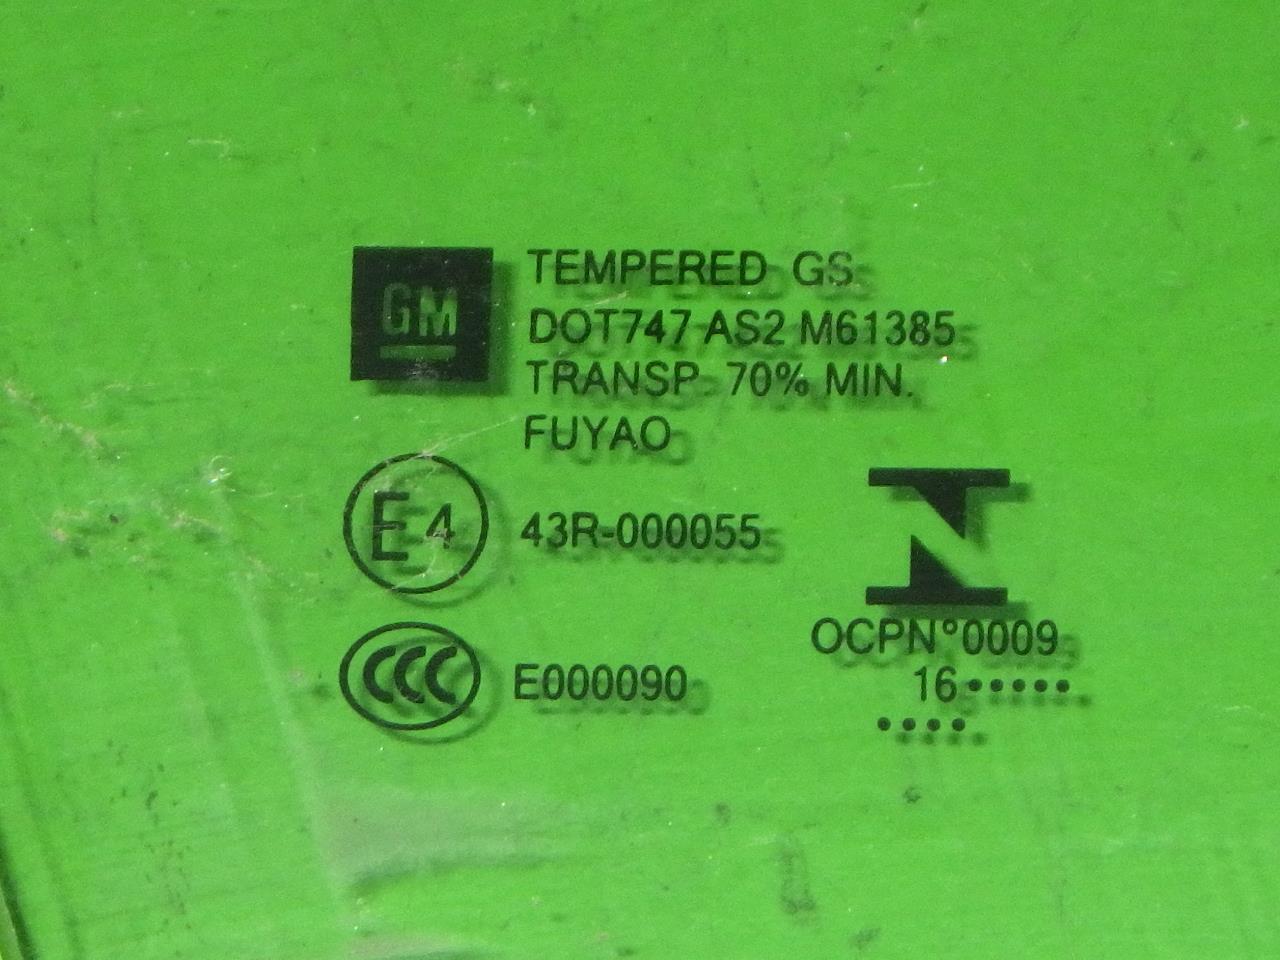 GM
TEMPERED GS
DOT747 AS2 M61385
TRANSP. 70% MIN.
FUYAO
E4 43R-000055
CCC E000090
OCPN°0009
16•••••
••••